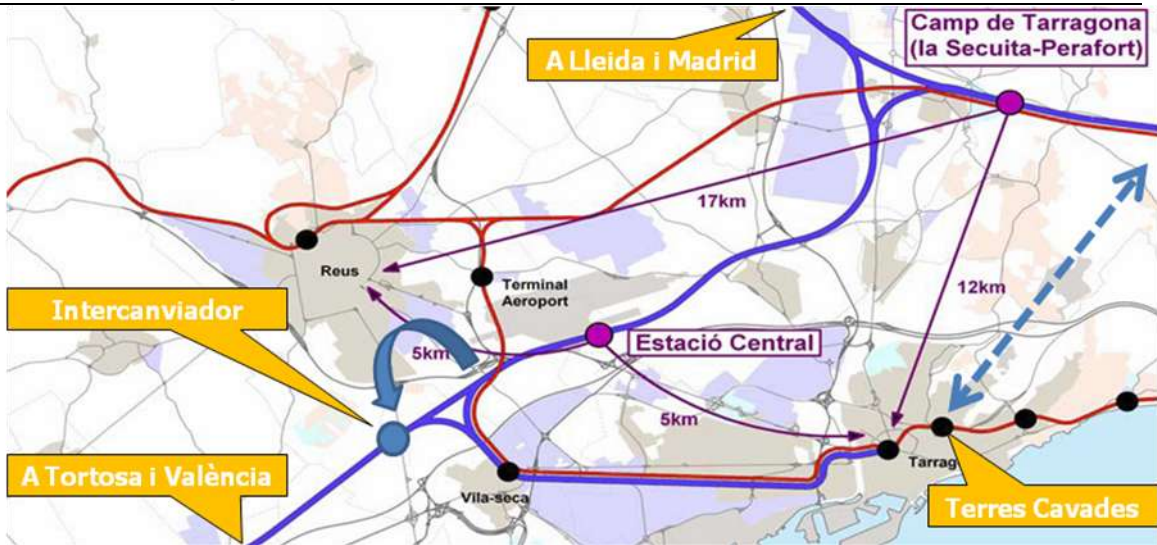 Camp de Tarragona
(la Secuita-Perafort)
A Lleida i Madrid
17km
Reus
Terminal
Aeroport
12km
Intercanviador
5km
Estació Central
5km
A Tortosa i València
Vila-seca
Tarrag
Terres Cavades